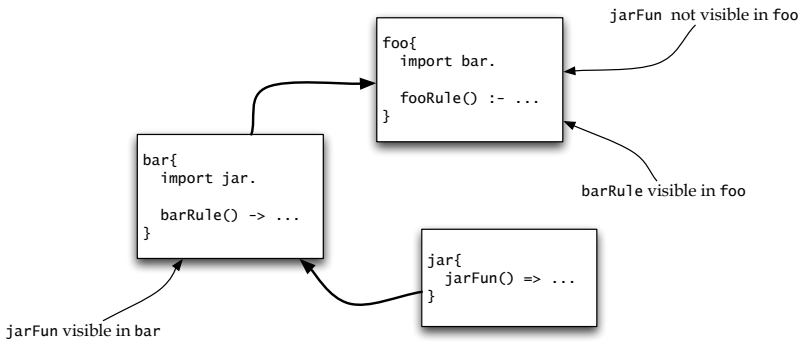 jarFun not visible in foo
foo{
import bar.
fooRule() :- ...
}
bar{
import jar.
barRule() -> ...
}
barRule visible in foo
jar{
jarFun() => ...
}
jarFun visible in bar